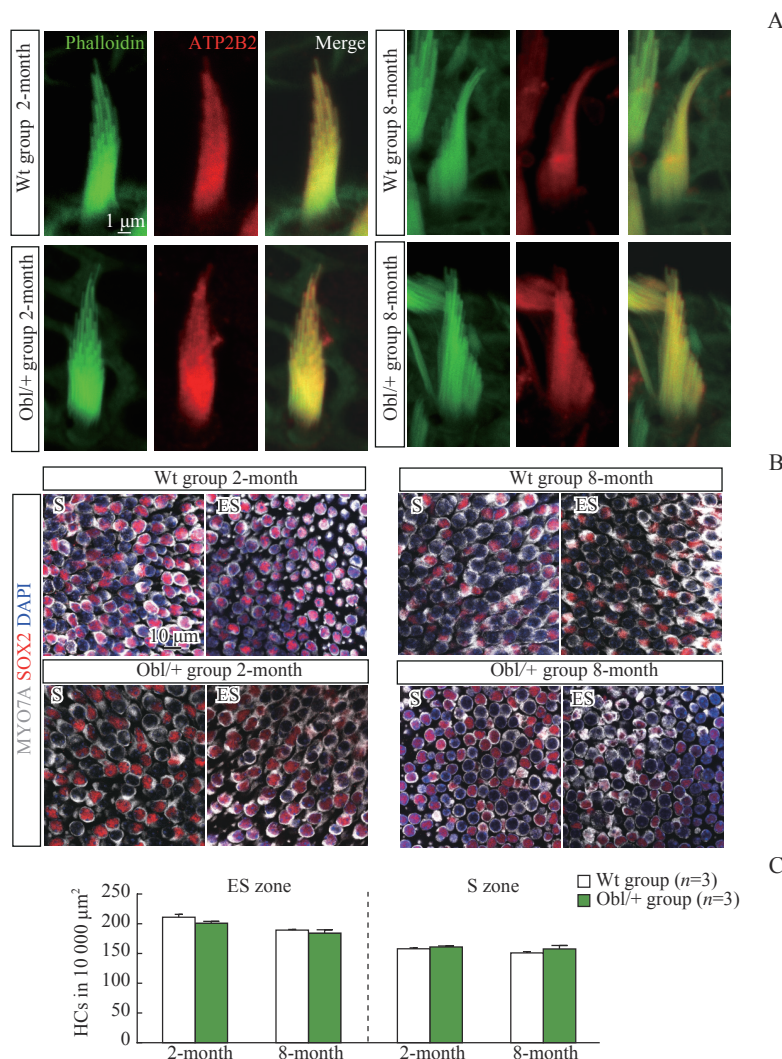 A
Phalloidin
ATP2B2
Merge
Wt group 2-month
1 μm
Wt group 8-month
Obl/+ group 2-month
Obl/+ group 8-month
B
Wt group 2-month
Wt group 8-month
S
ES
S
ES
10 μm
MYO7A SOX2 DAPI
Obl/+ group 2-month
Obl/+ group 8-month
S
ES
S
ES
C
HCs in 10 000 μm²
250
200
150
100
50
0
ES zone
S zone
Wt group (n=3)
Obl/+ group (n=3)
2-month
8-month
2-month
8-month